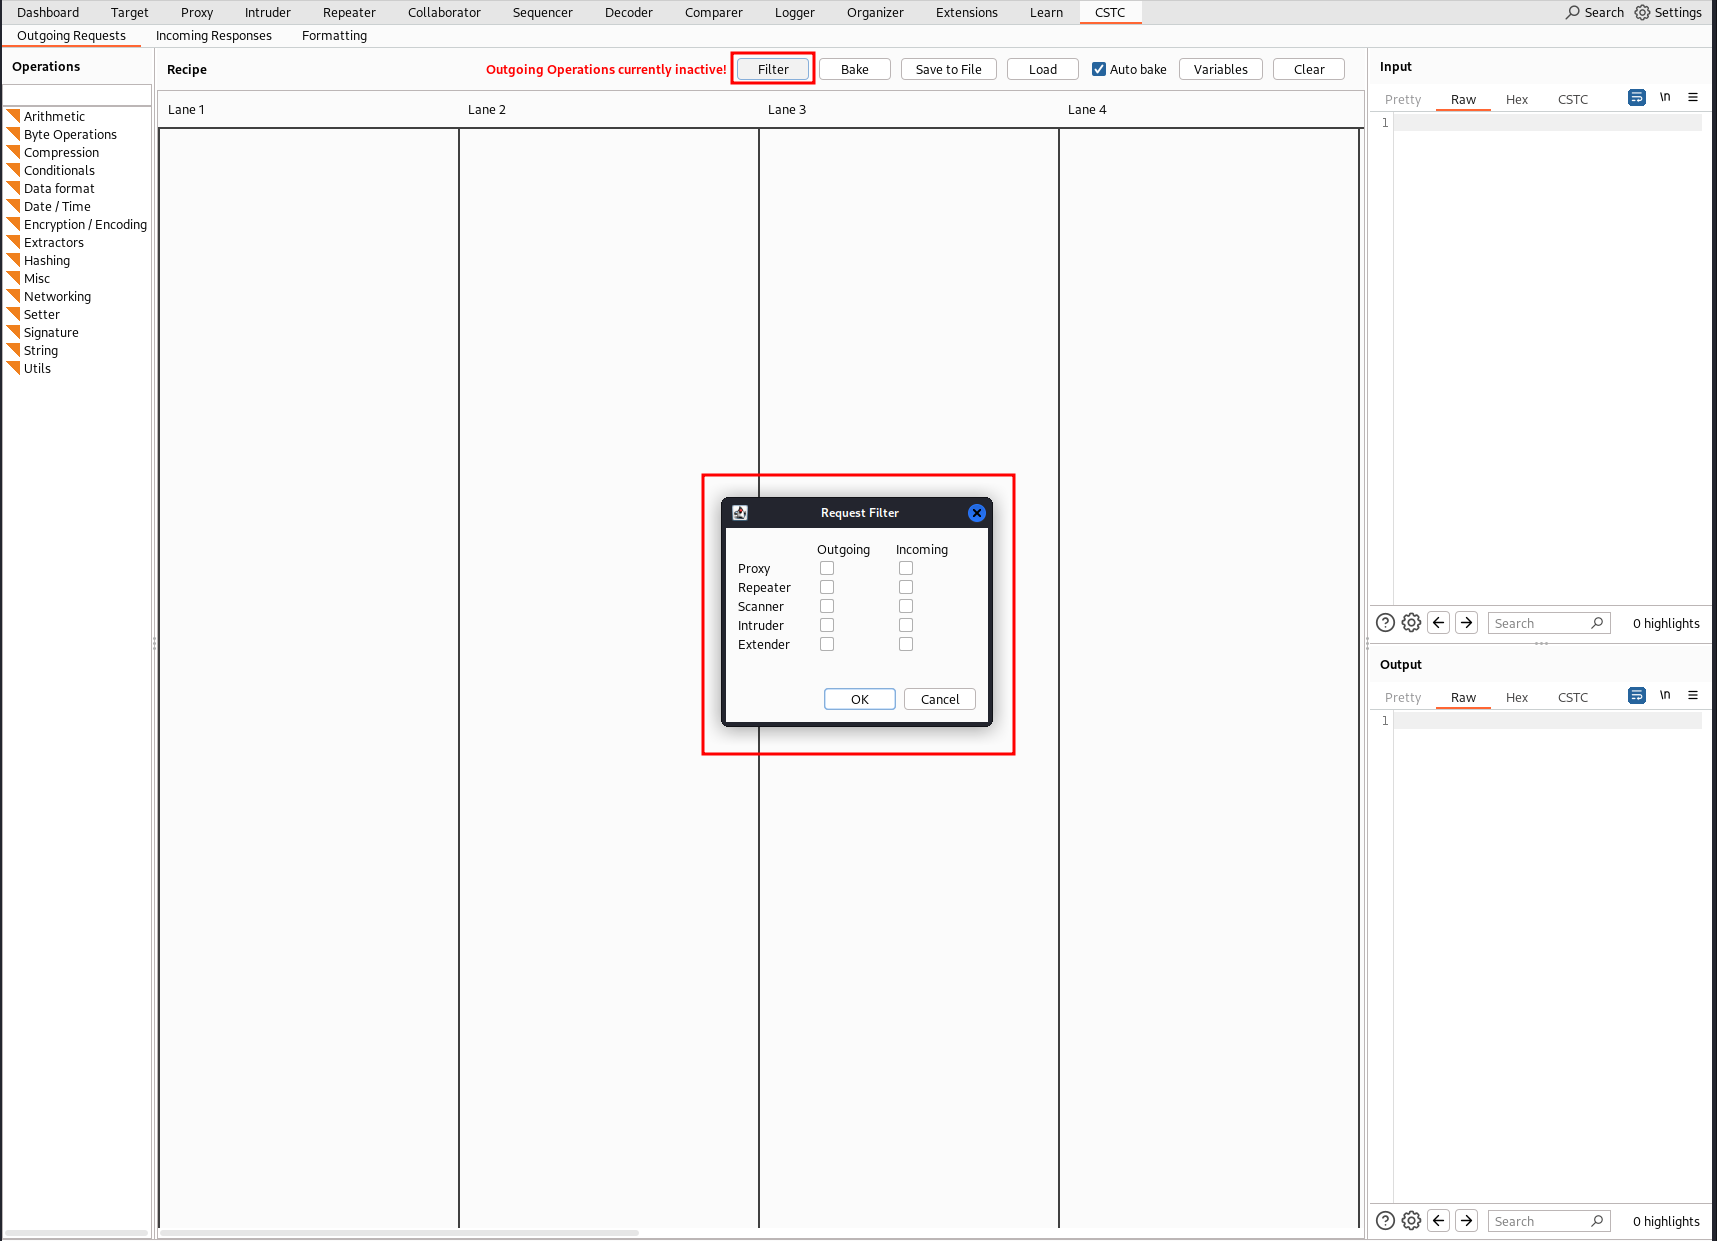 Dashboard Target Proxy Intruder Repeater Collaborator Sequencer Decoder Comparer Logger Organizer Extensions Learn CSTC Search Settings
Outgoing Requests Incoming Responses Formatting
Operations
Arithmetic
Byte Operations
Compression
Conditionals
Data format
Date / Time
Encryption / Encoding
Extractors
Hashing
Misc
Networking
Setter
Signature
String
Utils
Recipe Outgoing Operations currently inactive! Filter Bake Save to File Load Auto bake Variables Clear
Lane 1 Lane 2 Lane 3 Lane 4
Request Filter
Outgoing Incoming
Proxy
Repeater
Scanner
Intruder
Extender
OK Cancel
Input
Pretty Raw Hex CSTC \n
1
Search 0 highlights
Output
Pretty Raw Hex CSTC \n
1
Search 0 highlights